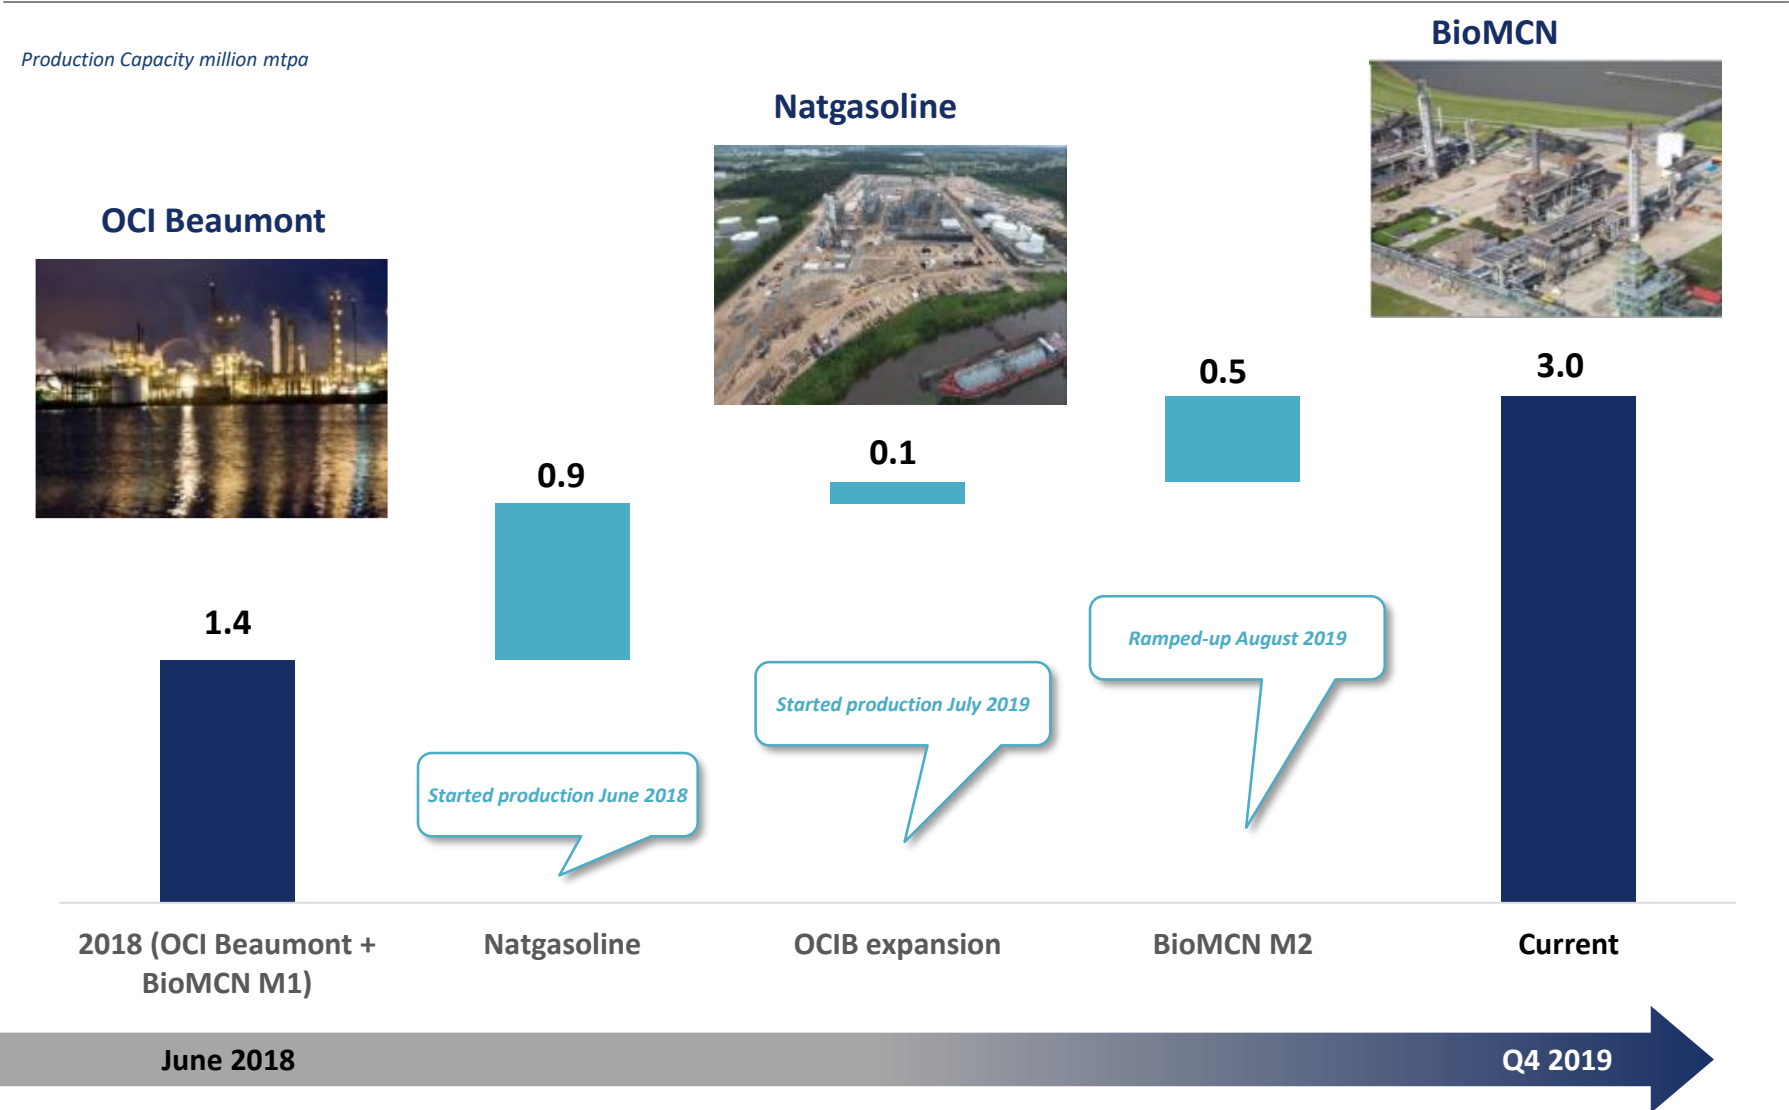 BioMCN
Production Capacity million mtpa
Natgasoline
OCI Beaumont
3.0
0.5
0.1
0.9
1.4
Ramped-up August 2019
Started production July 2019
Started production June 2018
2018 (OCI Beaumont +
BioMCN M1)
Natgasoline
OCIB expansion
BioMCN M2
Current
June 2018
Q4 2019